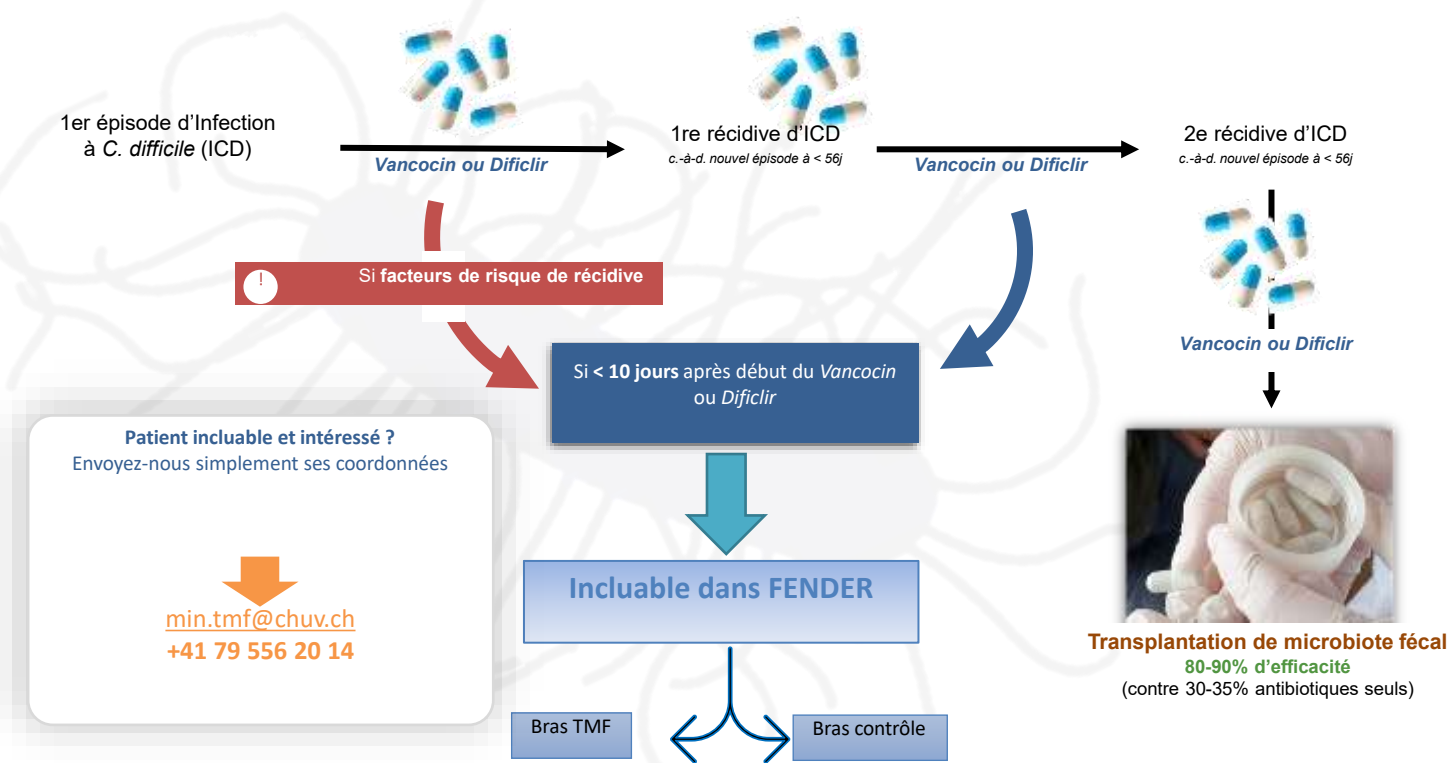 1er épisode d’Infection
à C. difficile (ICD)
Vancocin ou Dificlir
1re récidive d’ICD
c.-à-d. nouvel épisode à < 56j
Vancocin ou Dificlir
2e récidive d’ICD
c.-à-d. nouvel épisode à < 56j
! Si facteurs de risque de récidive
Vancocin ou Dificlir
Si < 10 jours après début du Vancocin
ou Dificlir
Patient incluable et intéressé ?
Envoyez-nous simplement ses coordonnées
min.tmf@chuv.ch
+41 79 556 20 14
Incluable dans FENDER
Bras TMF
Bras contrôle
Transplantation de microbiote fécal
80-90% d’efficacité
(contre 30-35% antibiotiques seuls)